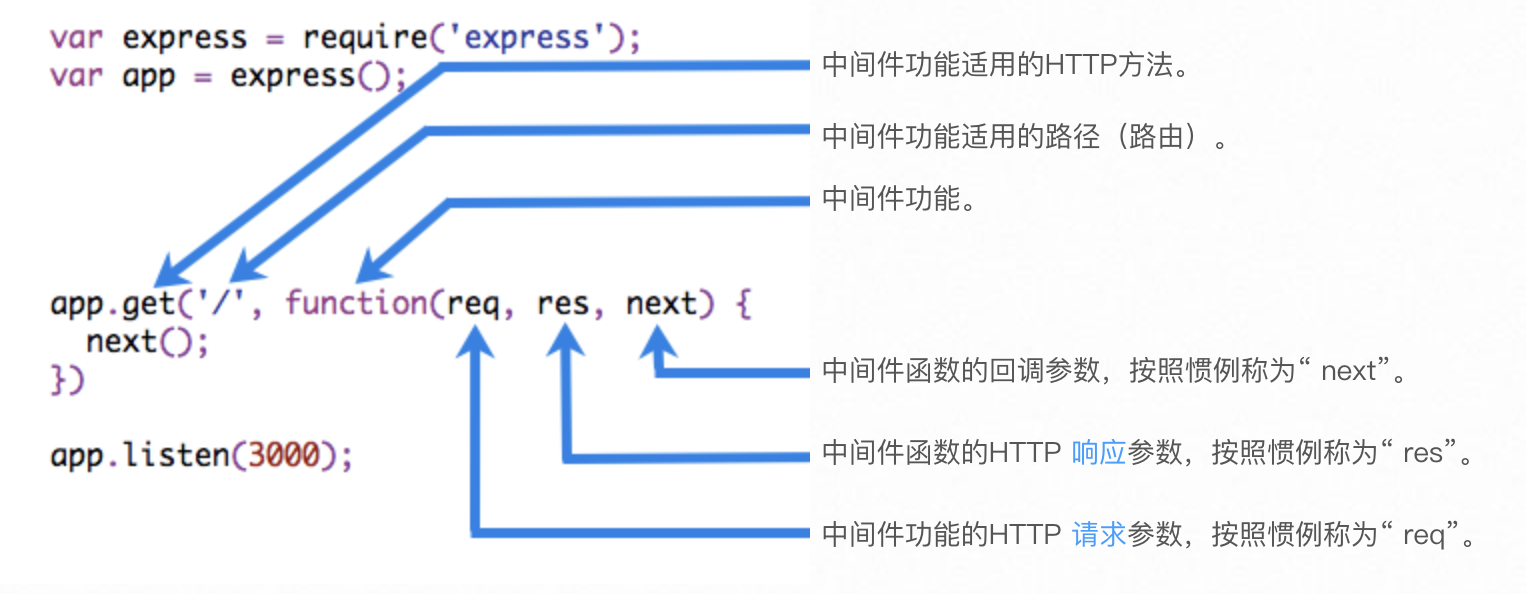 var express = require('express');
var app = express();
中间件功能适用的HTTP方法。
中间件功能适用的路径（路由）。
中间件功能。
app.get('/', function(req, res, next) {
next();
})
中间件函数的回调参数，按照惯例称为“ next”。
app.listen(3000);
中间件函数的HTTP 响应参数，按照惯例称为“ res”。
中间件功能的HTTP 请求参数，按照惯例称为“ req”。